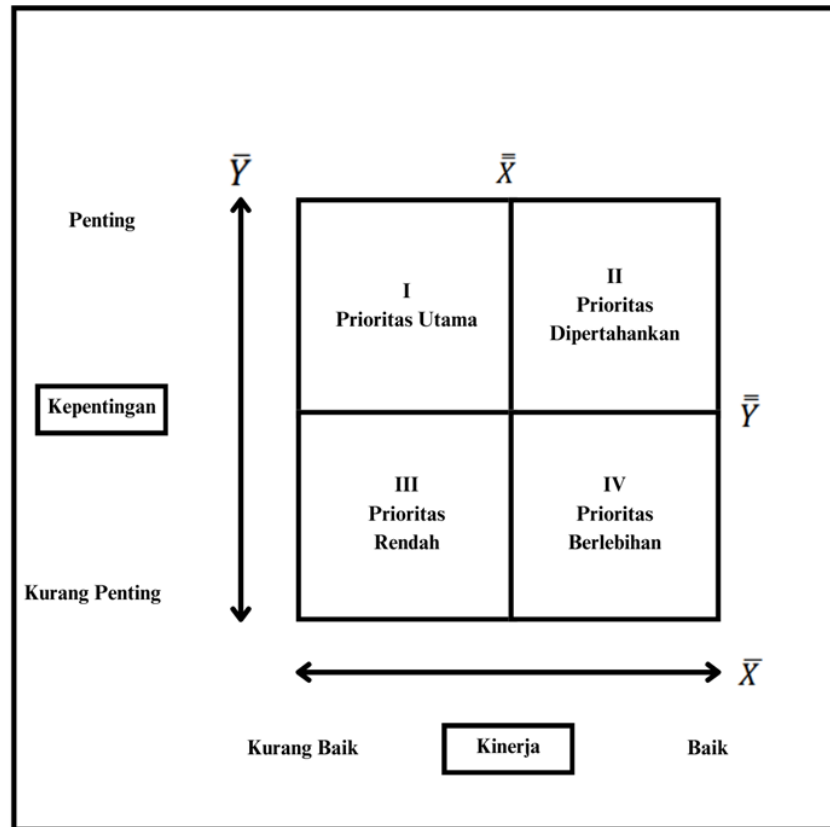 Y̅
X̿
Penting
I
Prioritas Utama
II
Prioritas
Dipertahankan
Kepentingan
Y̿
III
Prioritas
Rendah
IV
Prioritas
Berlebihan
Kurang Penting
X̅
Kurang Baik
Kinerja
Baik